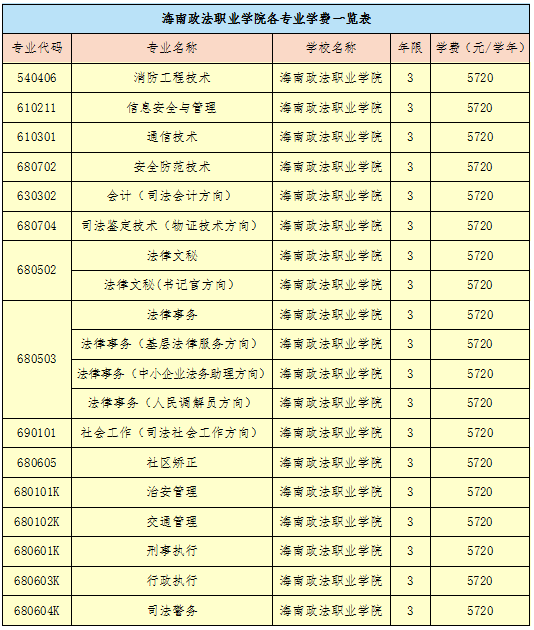 海南政法职业学院各专业学费一览表
专业代码 专业名称 学校名称 年限 学费（元/学年）
540406 消防工程技术 海南政法职业学院 3 5720
610211 信息安全与管理 海南政法职业学院 3 5720
610301 通信技术 海南政法职业学院 3 5720
680702 安全防范技术 海南政法职业学院 3 5720
630302 会计（司法会计方向） 海南政法职业学院 3 5720
680704 司法鉴定技术（物证技术方向） 海南政法职业学院 3 5720
680502 法律文秘 海南政法职业学院 3 5720
法律文秘(书记官方向） 海南政法职业学院 3 5720
680503 法律事务 海南政法职业学院 3 5720
法律事务（基层法律服务方向） 海南政法职业学院 3 5720
法律事务（中小企业法务助理方向） 海南政法职业学院 3 5720
法律事务（人民调解员方向） 海南政法职业学院 3 5720
690101 社会工作（司法社会工作方向） 海南政法职业学院 3 5720
680605 社区矫正 海南政法职业学院 3 5720
680101K 治安管理 海南政法职业学院 3 5720
680102K 交通管理 海南政法职业学院 3 5720
680601K 刑事执行 海南政法职业学院 3 5720
680603K 行政执行 海南政法职业学院 3 5720
680604K 司法警务 海南政法职业学院 3 5720